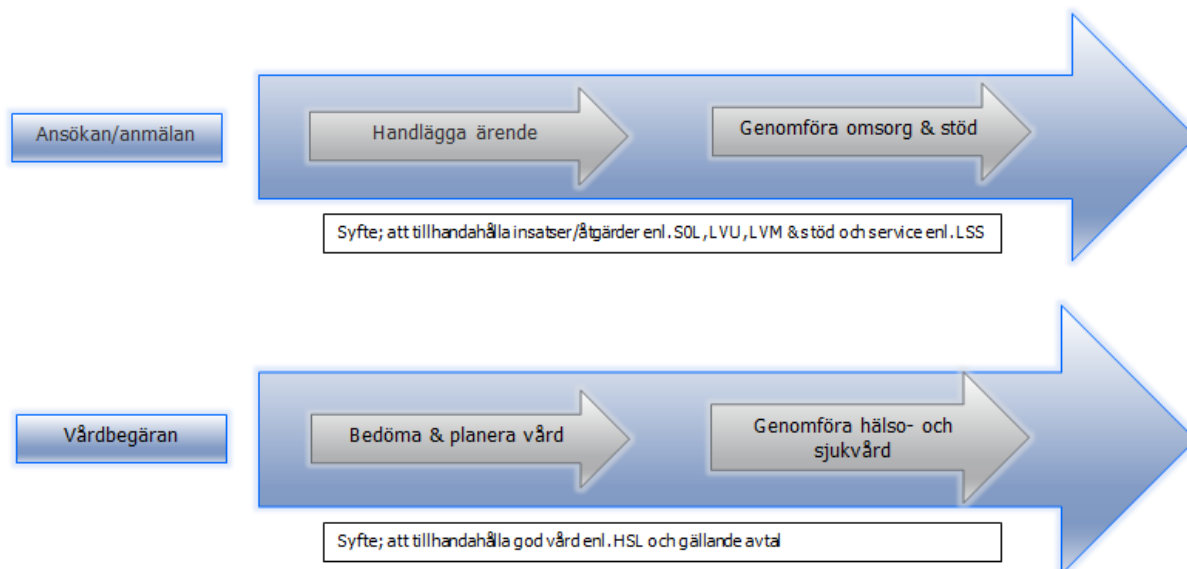 Ansökan/anmälan
Handlägga ärende
Genomföra omsorg & stöd
Syfte; att tillhandahålla insatser/åtgärder enl. S0L, LVU, LVM & stöd och service enl. LSS
Vårdbegäran
Bedöma & planera vård
Genomföra hälso- och
sjukvård
Syfte; att tillhandahålla god vård enl. HSL och gällande avtal